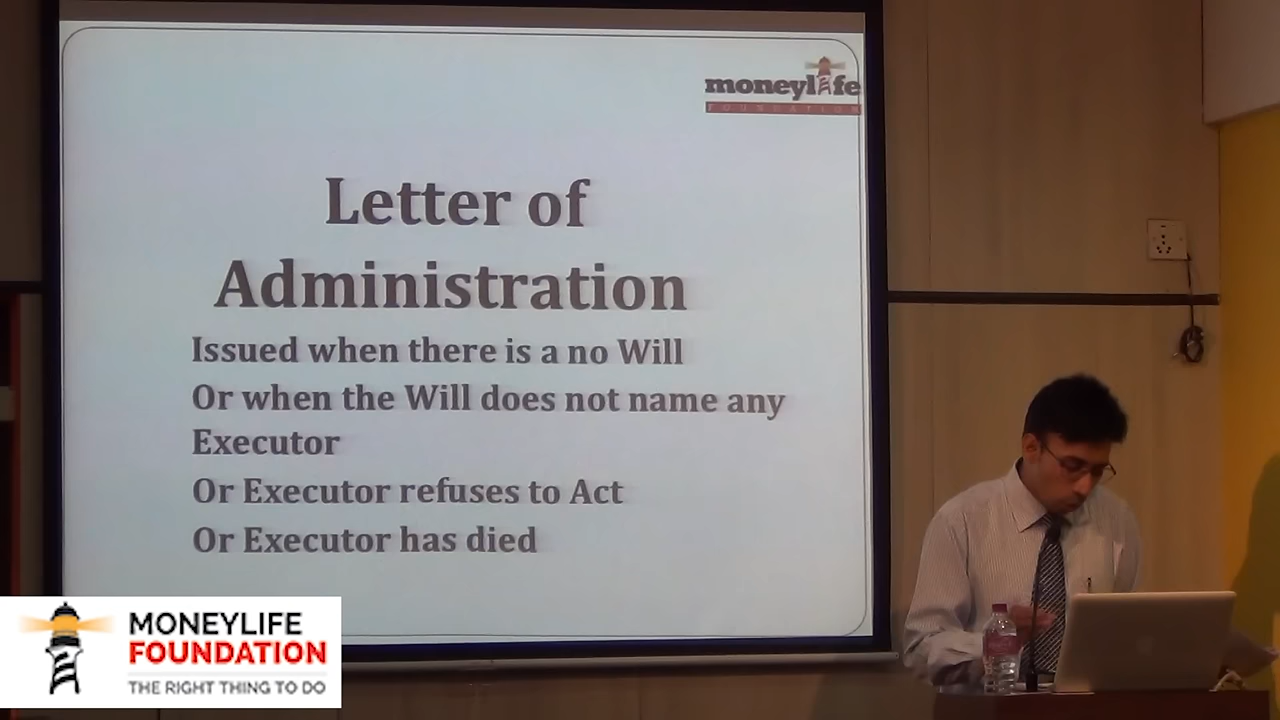 moneylife
FOUNDATION
Letter of
Administration
Issued when there is a no Will
Or when the Will does not name any
Executor
Or Executor refuses to Act
Or Executor has died
MONEYLIFE
FOUNDATION
THE RIGHT THING TO DO